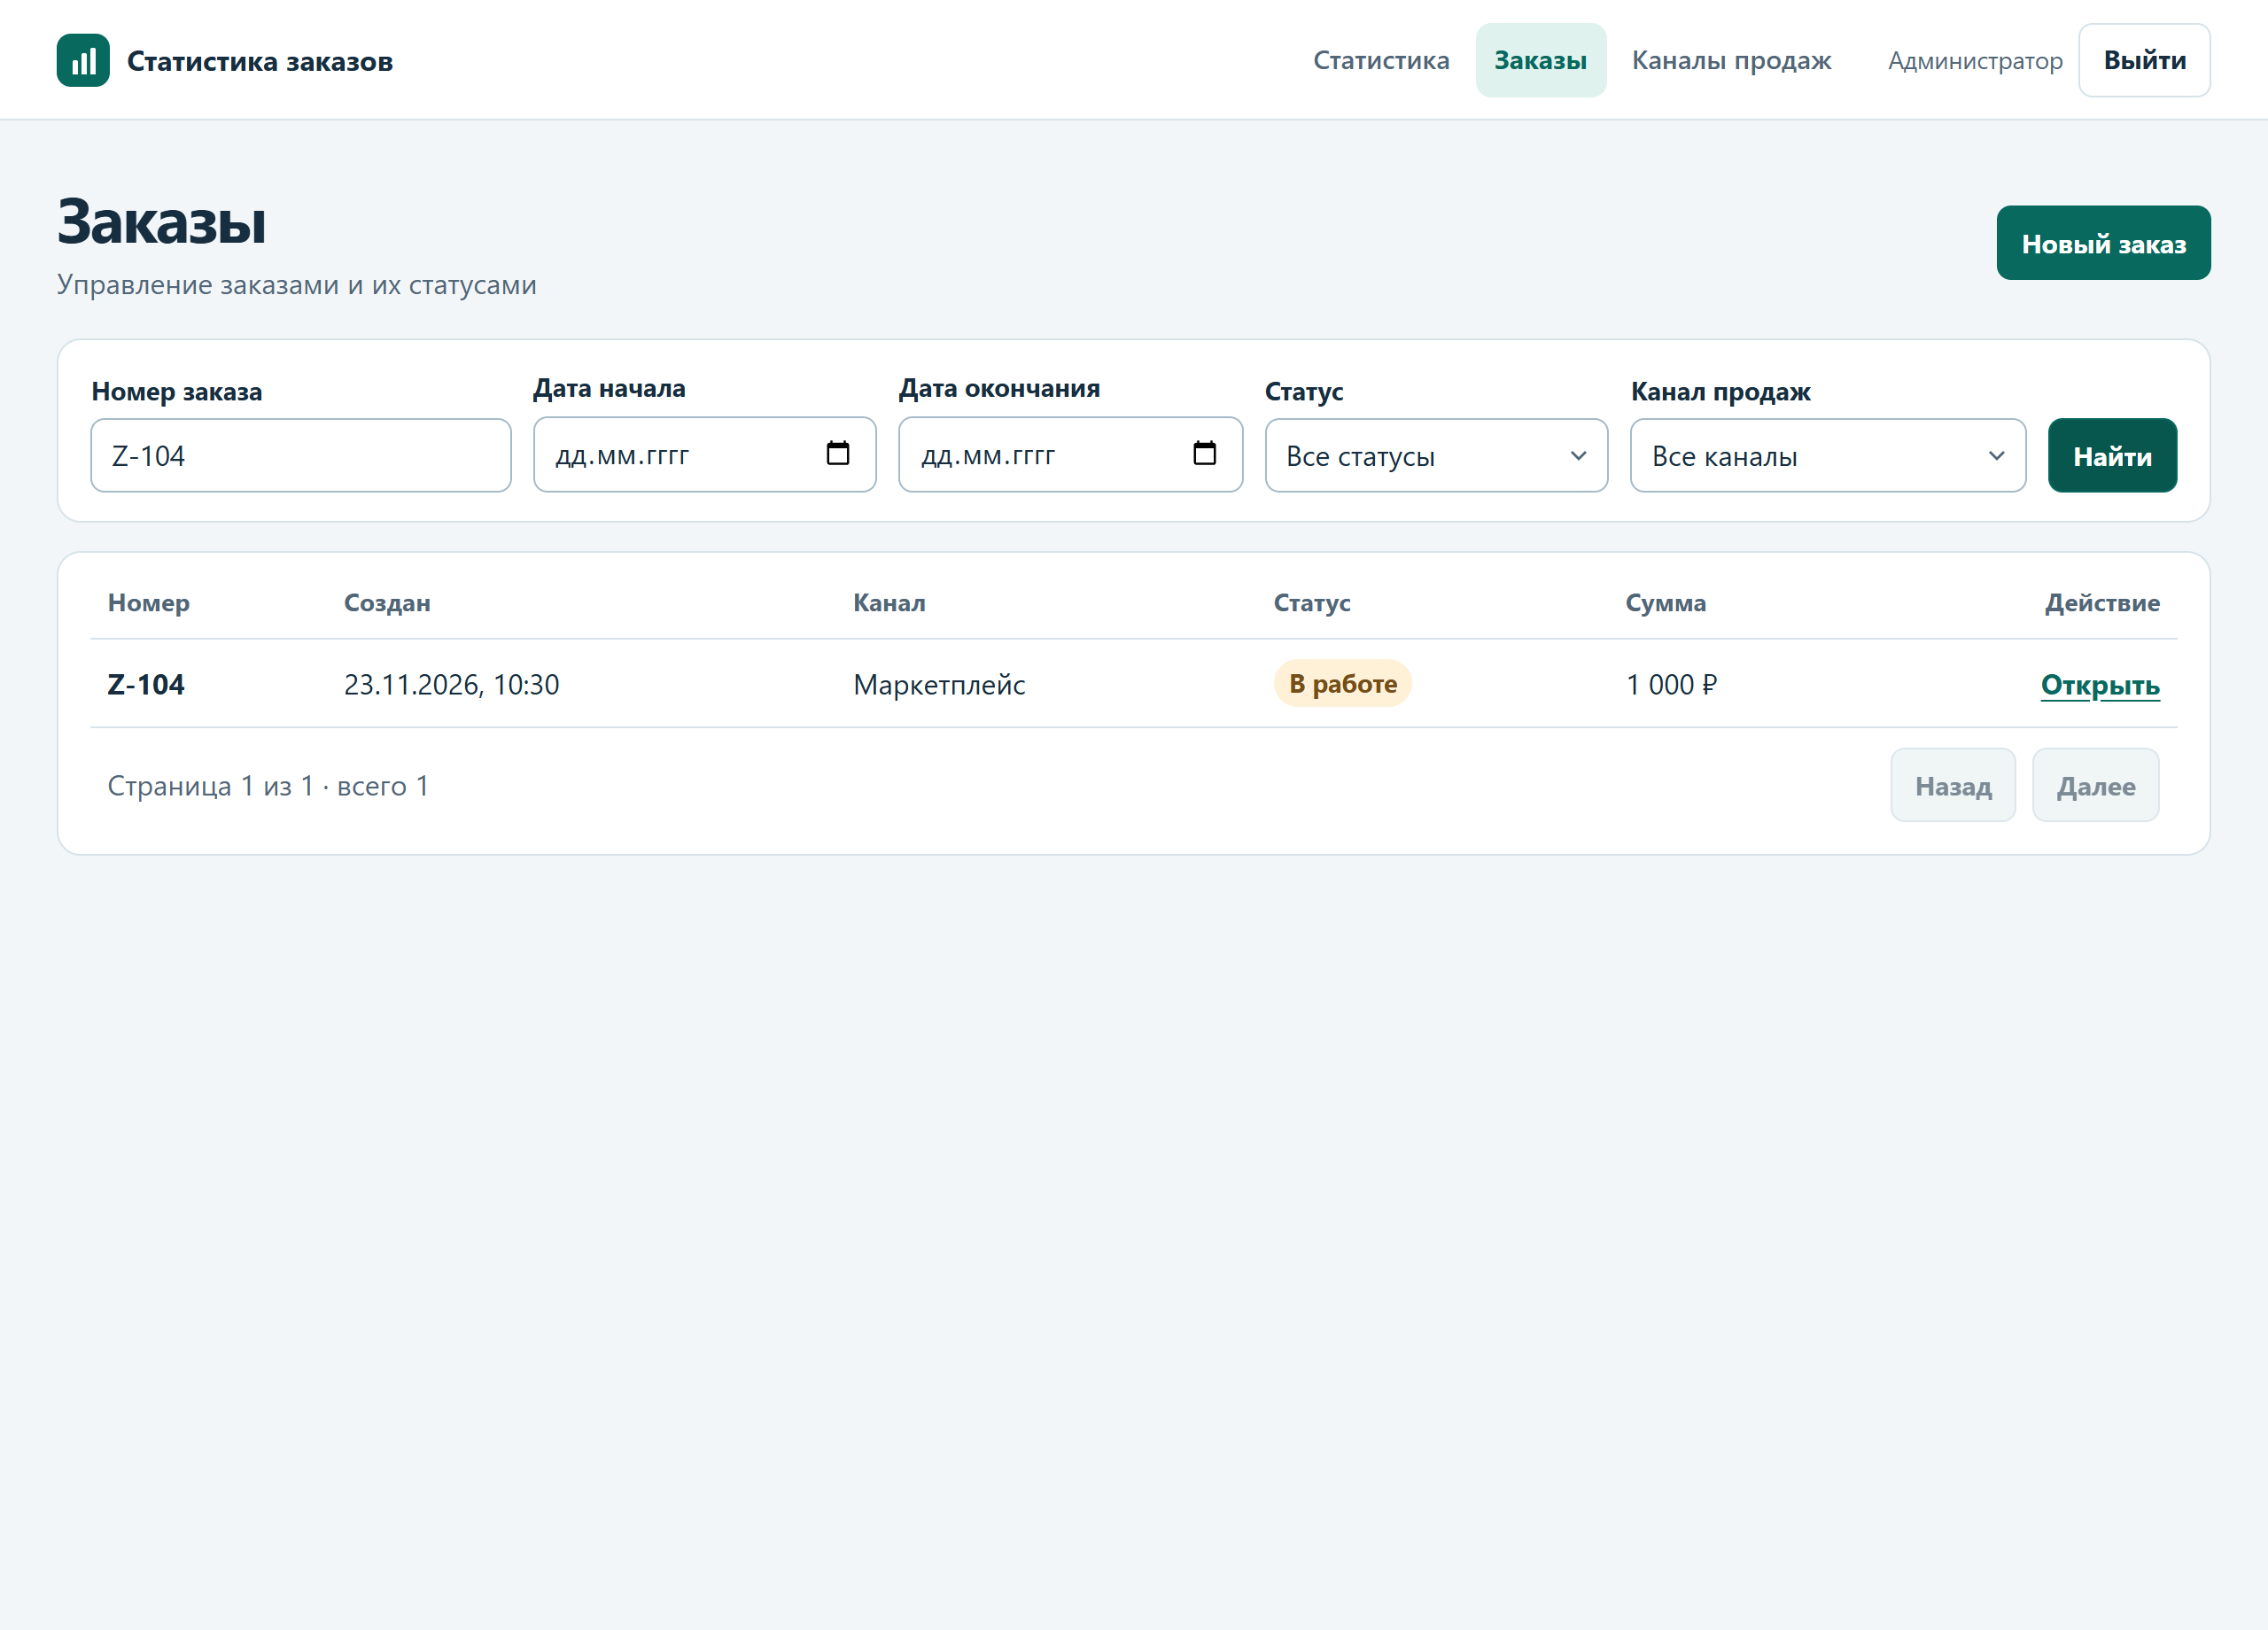 Статистика заказов
Статистика Заказы Каналы продаж Администратор Выйти
Заказы
Управление заказами и их статусами
Новый заказ
Номер заказа Дата начала Дата окончания Статус Канал продаж
Z-104 дд.мм.гггг дд.мм.гггг Все статусы Все каналы Найти
Номер Создан Канал Статус Сумма Действие
Z-104 23.11.2026, 10:30 Маркетплейс В работе 1 000 ₽ Открыть
Страница 1 из 1 · всего 1 Назад Далее